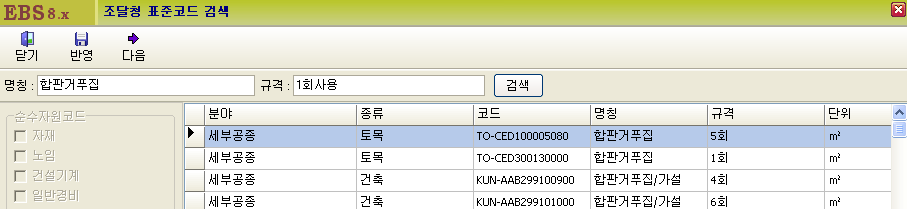 EBS 8.x 조달청 표준코드 검색
닫기 반영 다음
명칭 : 합판거푸집 규격 : 1회사용 검색
순수자원코드
자재
노임
건설기계
일반경비
분야 종류 코드 명칭 규격 단위
세부공종 토목 TO-CED100005080 합판거푸집 5회 m²
세부공종 토목 TO-CED300130000 합판거푸집 1회 m²
세부공종 건축 KUN-AAB299100900 합판거푸집/가설 4회 m²
세부공종 건축 KUN-AAB299101000 합판거푸집/가설 6회 m²